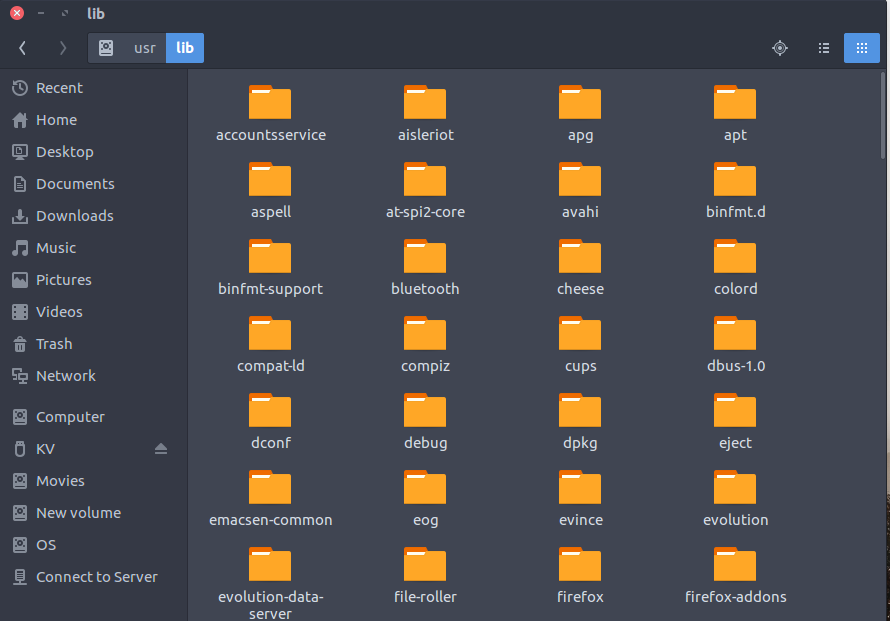 lib
usr lib
Recent
Home
Desktop
Documents
Downloads
Music
Pictures
Videos
Trash
Network
Computer
KV
Movies
New volume
OS
Connect to Server
accountsservice aisleriot apg apt
aspell at-spi2-core avahi binfmt.d
binfmt-support bluetooth cheese colord
compat-ld compiz cups dbus-1.0
dconf debug dpkg eject
emacsen-common eog evince evolution
evolution-data-
server file-roller firefox firefox-addons